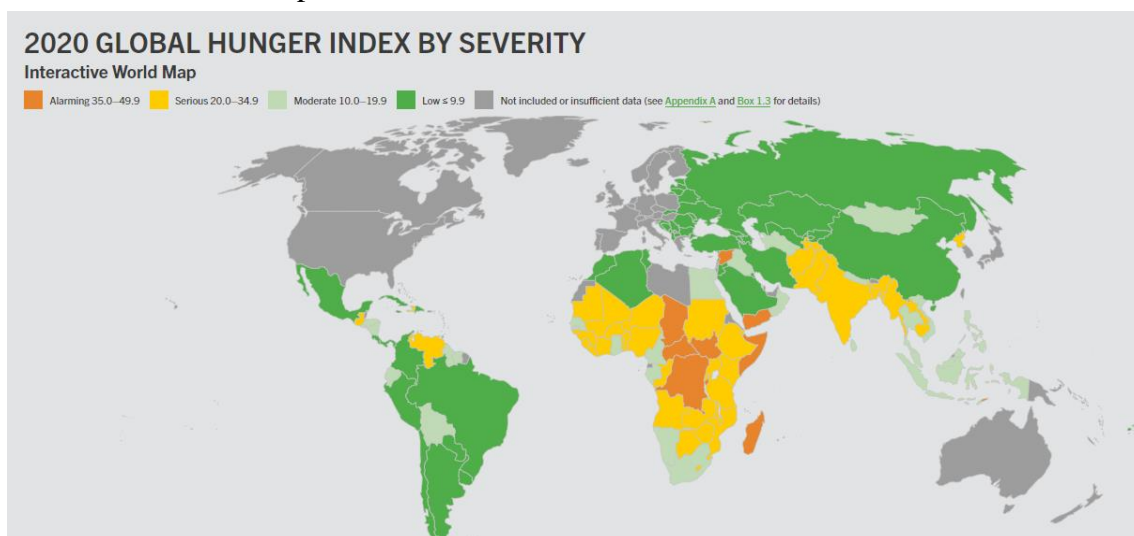 2020 GLOBAL HUNGER INDEX BY SEVERITY
Interactive World Map
Alarming 35.0–49.9 Serious 20.0–34.9 Moderate 10.0–19.9 Low ≤ 9.9 Not included or insufficient data (see Appendix A and Box 1.3 for details)